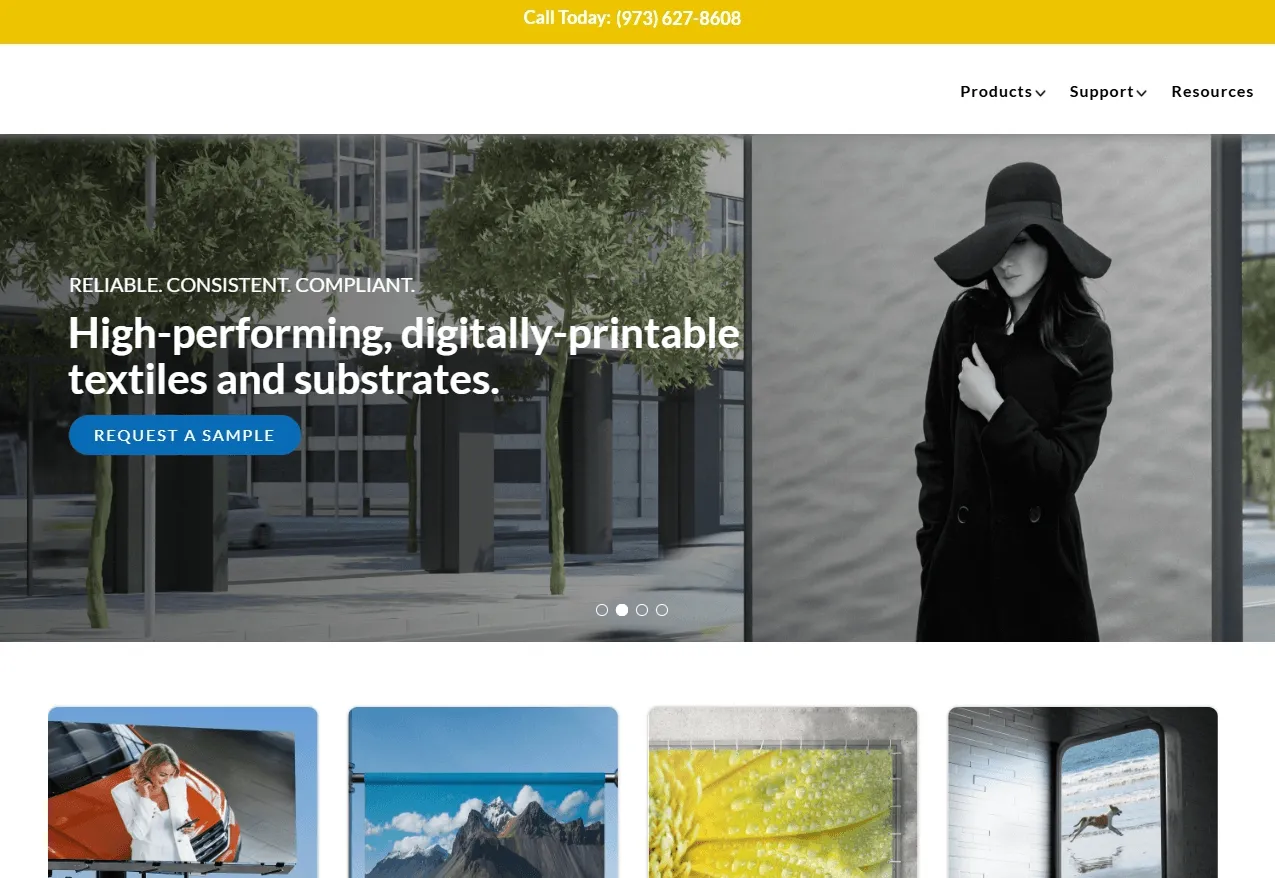 Call Today: (973) 627-8608
Products Support Resources
RELIABLE. CONSISTENT. COMPLIANT.
High-performing, digitally-printable
textiles and substrates.
REQUEST A SAMPLE